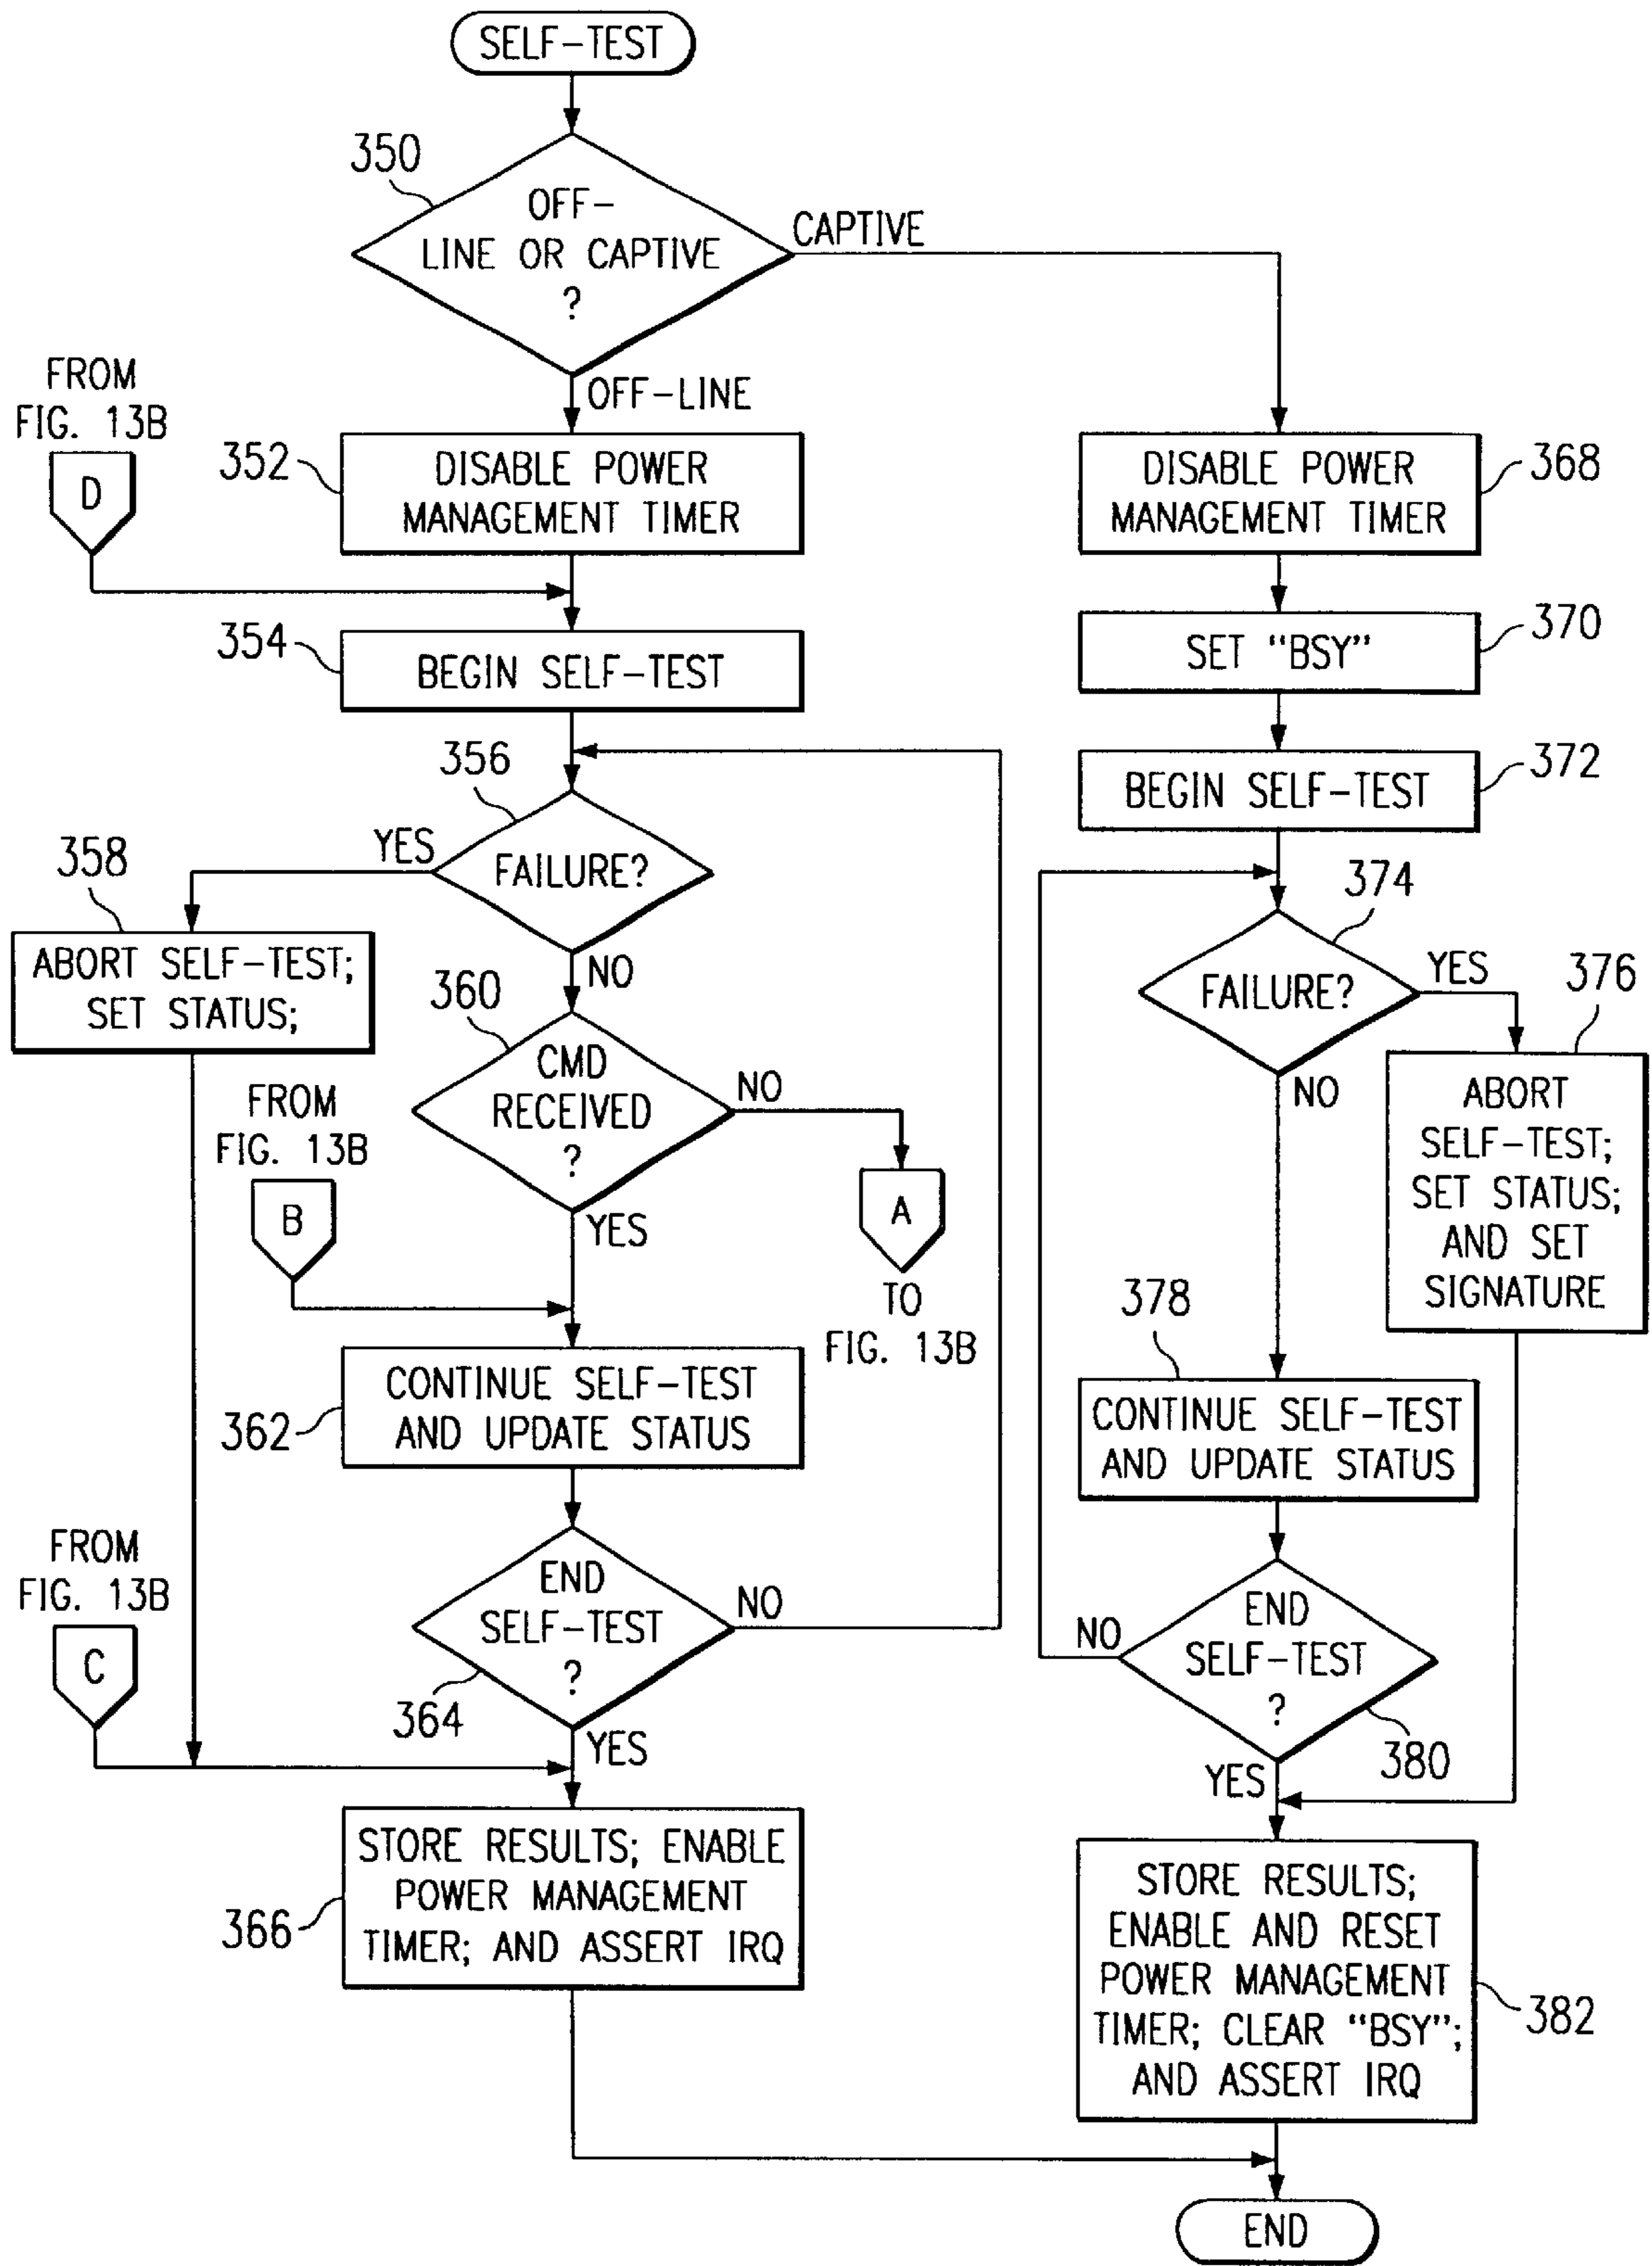 SELF-TEST
350
OFF-
LINE OR CAPTIVE
?
CAPTIVE
OFF-LINE
FROM
FIG. 13B
D
352
DISABLE POWER
MANAGEMENT TIMER
354
BEGIN SELF-TEST
356
FAILURE?
YES
NO
358
ABORT SELF-TEST;
SET STATUS;
360
CMD
RECEIVED
?
NO
YES
A
TO
FIG. 13B
FROM
FIG. 13B
B
362
CONTINUE SELF-TEST
AND UPDATE STATUS
END
SELF-TEST
?
NO
364
YES
FROM
FIG. 13B
C
366
STORE RESULTS; ENABLE
POWER MANAGEMENT
TIMER; AND ASSERT IRQ
DISABLE POWER
MANAGEMENT TIMER
368
SET "BSY"
370
BEGIN SELF-TEST
372
374
FAILURE?
YES
NO
376
ABORT
SELF-TEST;
SET STATUS;
AND SET
SIGNATURE
378
CONTINUE SELF-TEST
AND UPDATE STATUS
END
SELF-TEST
?
NO
380
YES
STORE RESULTS;
ENABLE AND RESET
POWER MANAGEMENT
TIMER; CLEAR "BSY";
AND ASSERT IRQ
382
END